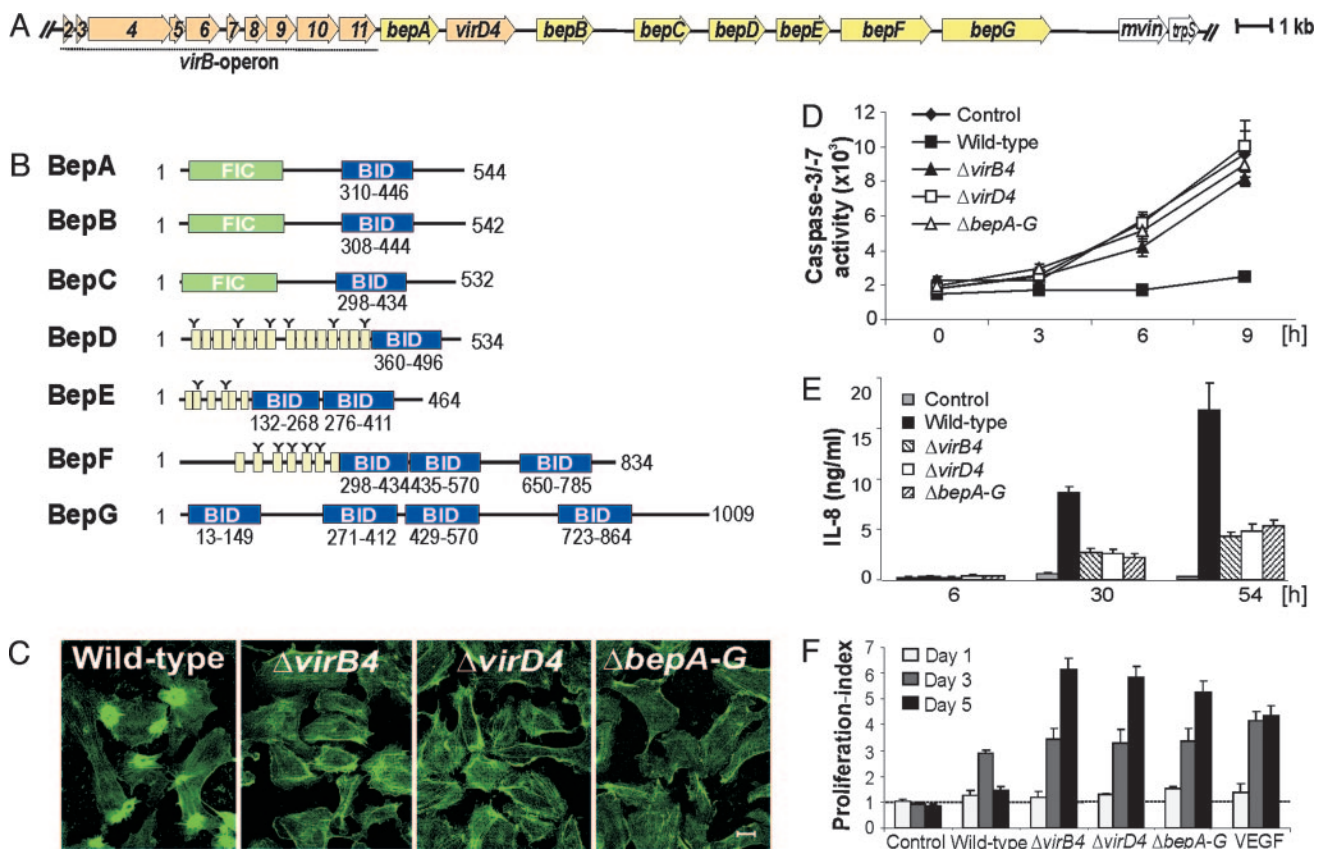 A
// 2 3 4 5 6 7 8 9 10 11 bepA virD4 bepB bepC bepD bepE bepF bepG mvin trpS // 1 kb
virB-operon
B
BepA 1 FIC BID 544
310-446
BepB 1 FIC BID 542
308-444
BepC 1 FIC BID 532
298-434
BepD 1 BID 534
360-496
BepE 1 BID BID 464
132-268 276-411
BepF 1 BID BID BID 834
298-434 435-570 650-785
BepG 1 BID BID BID BID 1009
13-149 271-412 429-570 723-864
C
Wild-type ΔvirB4 ΔvirD4 ΔbepA-G
D
Caspase-3/-7
activity (x10³)
12
10
8
6
4
2
0
Control
Wild-type
ΔvirB4
ΔvirD4
ΔbepA-G
0 3 6 9 [h]
E
IL-8 (ng/ml)
20
15
10
5
0
Control
Wild-type
ΔvirB4
ΔvirD4
ΔbepA-G
6 30 54 [h]
F
Proliferation-index
7
6
5
4
3
2
1
0
Day 1
Day 3
Day 5
Control Wild-type ΔvirB4 ΔvirD4 ΔbepA-G VEGF